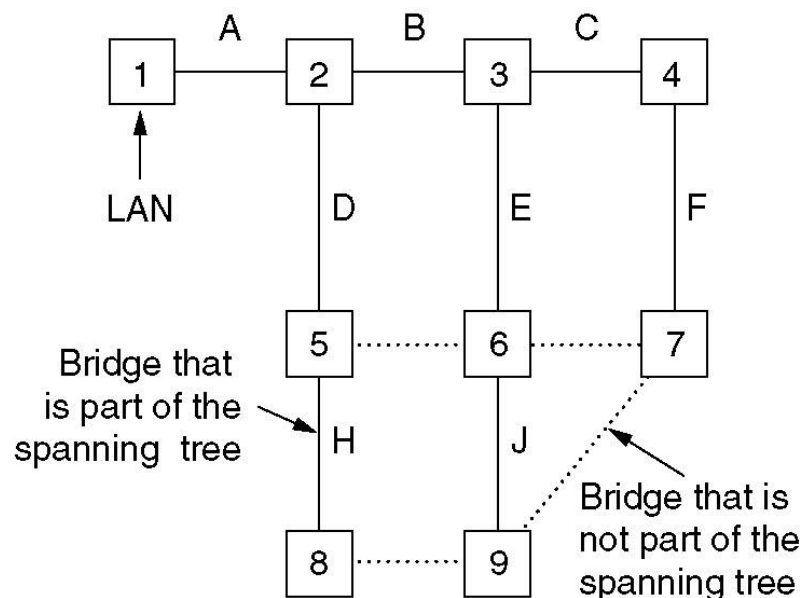 A B C
1 2 3 4
LAN D E F
5 6 7
Bridge that
is part of the
spanning tree
H J
Bridge that is
not part of the
spanning tree
8 9